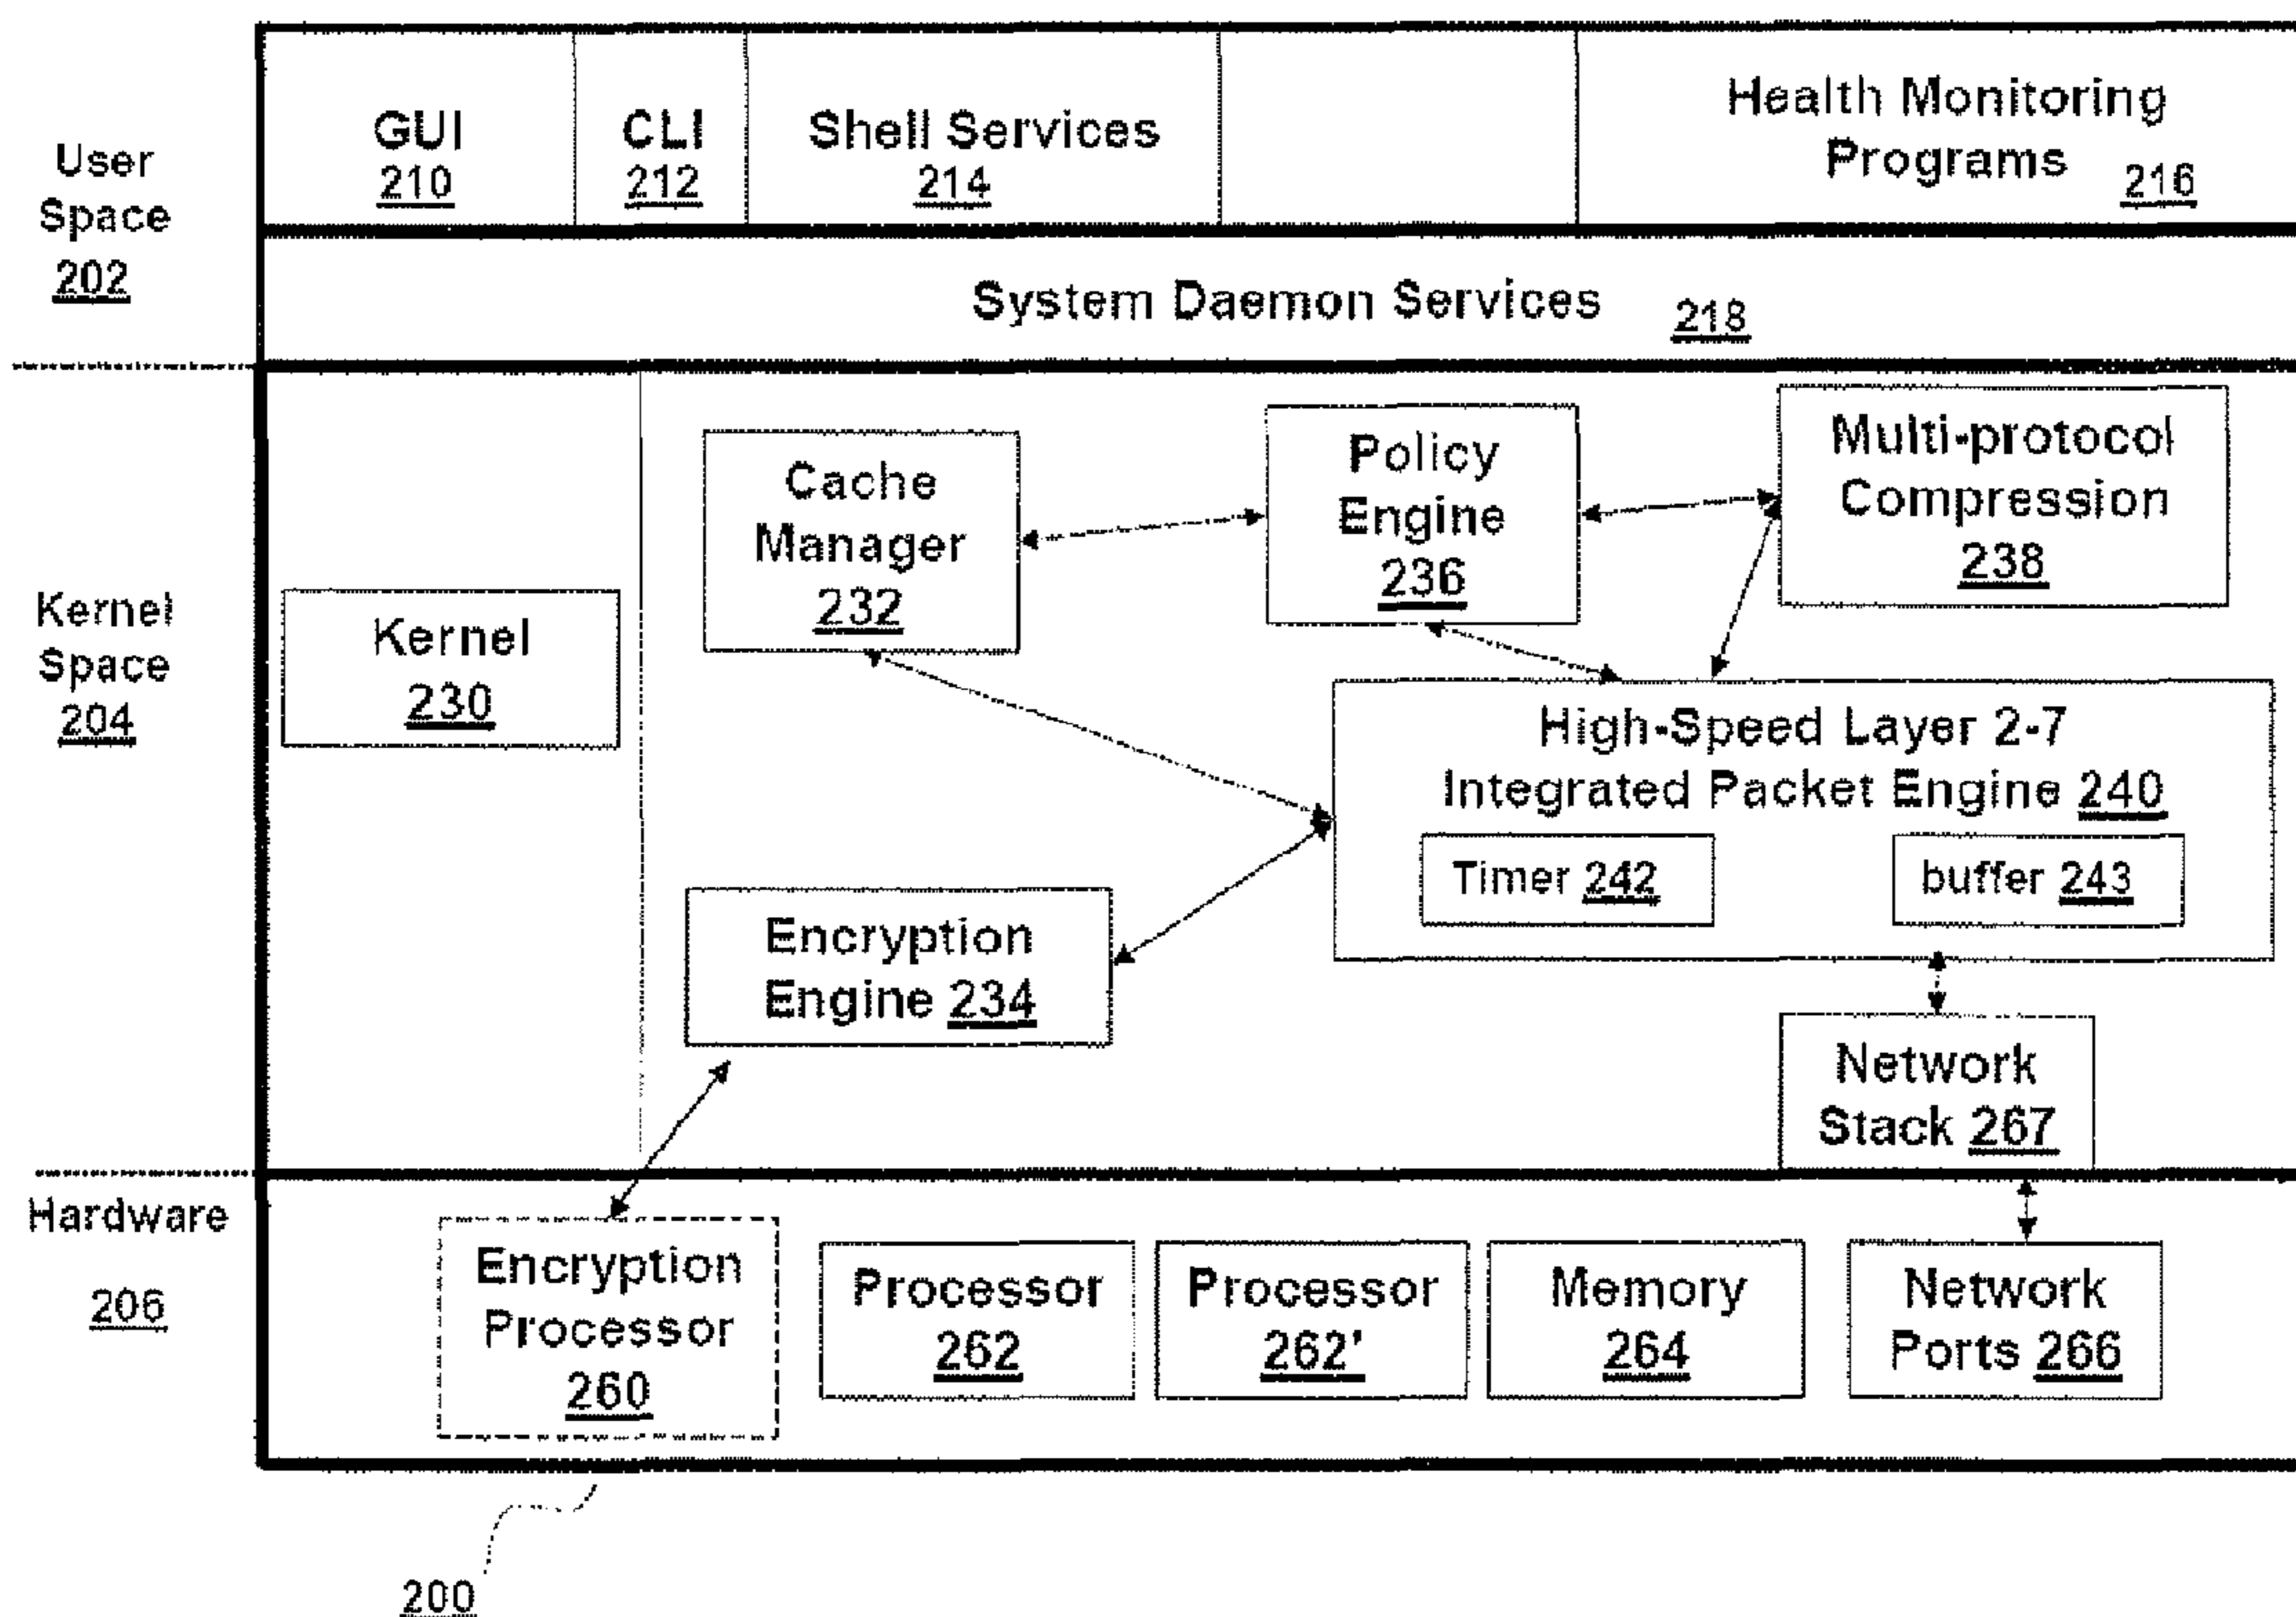 User
Space
202
GUI
210
CLI
212
Shell Services
214
Health Monitoring
Programs 216
System Daemon Services 218
Kernel
Space
204
Kernel
230
Cache
Manager
232
Policy
Engine
236
Multi-protocol
Compression
238
High-Speed Layer 2-7
Integrated Packet Engine 240
Timer 242
buffer 243
Encryption
Engine 234
Network
Stack 267
Hardware
206
Encryption
Processor
260
Processor
262
Processor
262'
Memory
264
Network
Ports 266
200